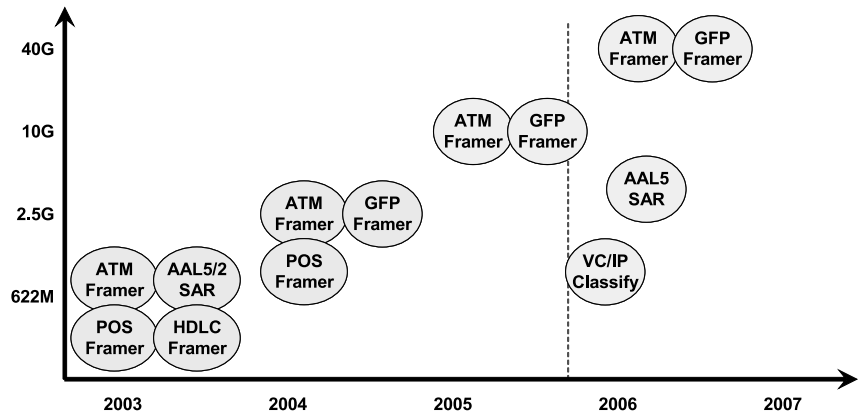 40G
ATM
Framer
GFP
Framer
10G
ATM
Framer
GFP
Framer
AAL5
SAR
2.5G
ATM
Framer
GFP
Framer
POS
Framer
VC/IP
Classify
622M
ATM
Framer
AAL5/2
SAR
POS
Framer
HDLC
Framer
2003 2004 2005 2006 2007